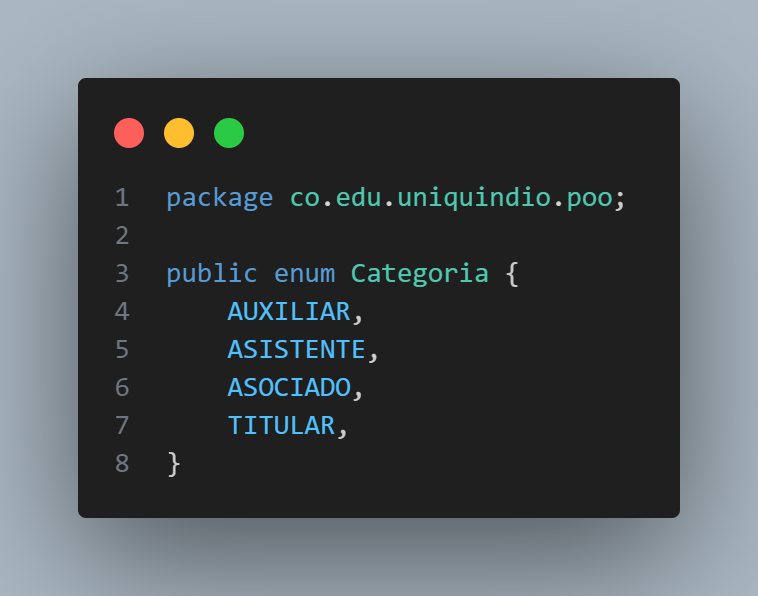 1 package co.edu.uniquindio.poo;
2
3 public enum Categoria {
4     AUXILIAR,
5     ASISTENTE,
6     ASOCIADO,
7     TITULAR,
8 }